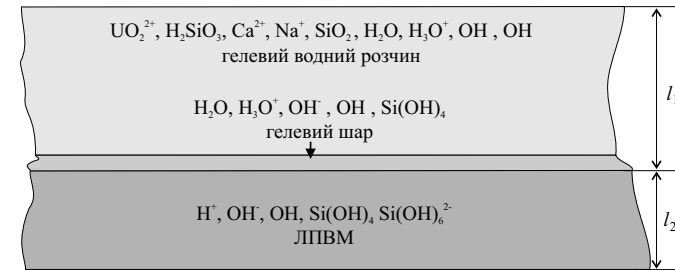 UO₂²⁺, H₂SiO₃, Ca²⁺, Na⁺, SiO₂, H₂O, H₃O⁺, OH , OH
гелевий водний розчин
l₁
H₂O, H₃O⁺, OH⁻ , OH , Si(OH)₄
гелевий шар
H⁺, OH⁻, OH, Si(OH)₄ Si(OH)₆²⁻
ЛПВМ
l₂